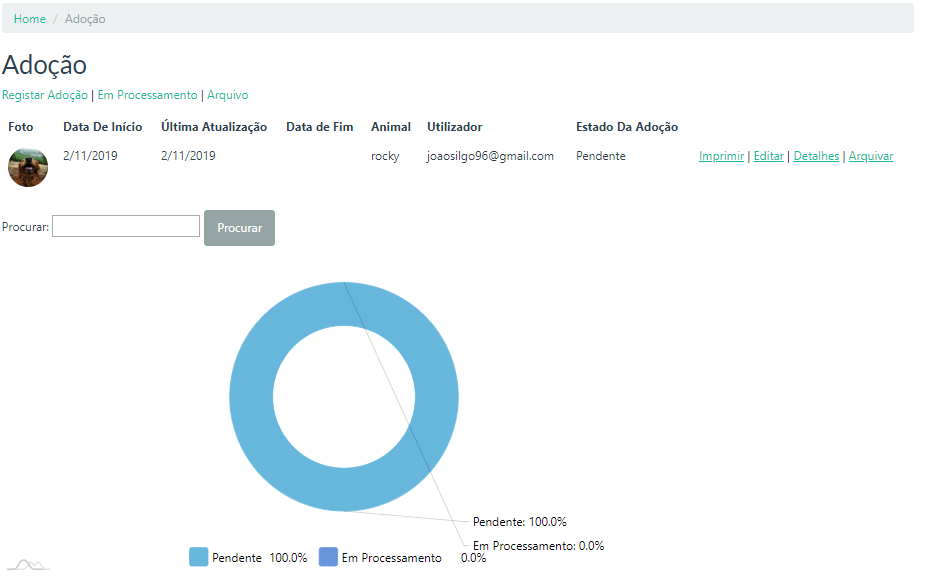 Home / Adoção
Adoção
Registar Adoção | Em Processamento | Arquivo
Foto Data De Início Última Atualização Data de Fim Animal Utilizador Estado Da Adoção
2/11/2019 2/11/2019 rocky joaosilgo96@gmail.com Pendente Imprimir | Editar | Detalhes | Arquivar
Procurar: Procurar
Pendente: 100.0%
Em Processamento: 0.0%
Pendente 100.0% Em Processamento 0.0%